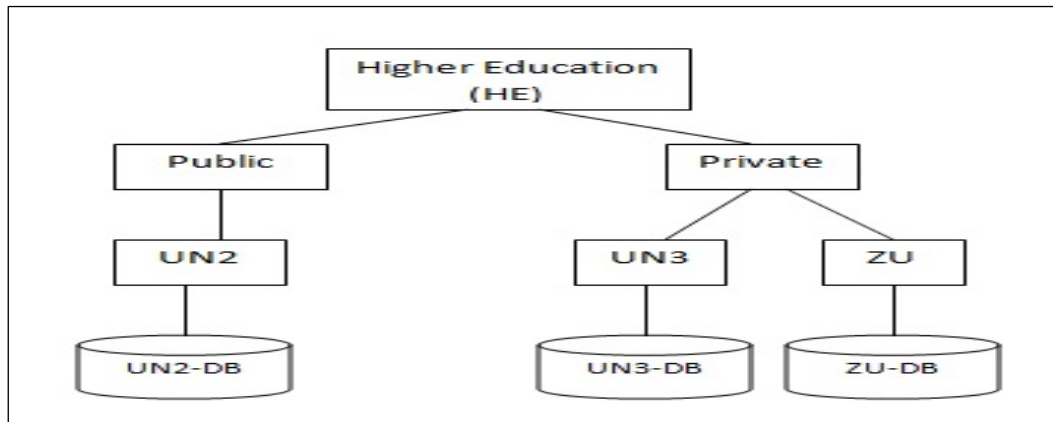 Higher Education
(HE)
Public
Private
UN2
UN3
ZU
UN2-DB
UN3-DB
ZU-DB